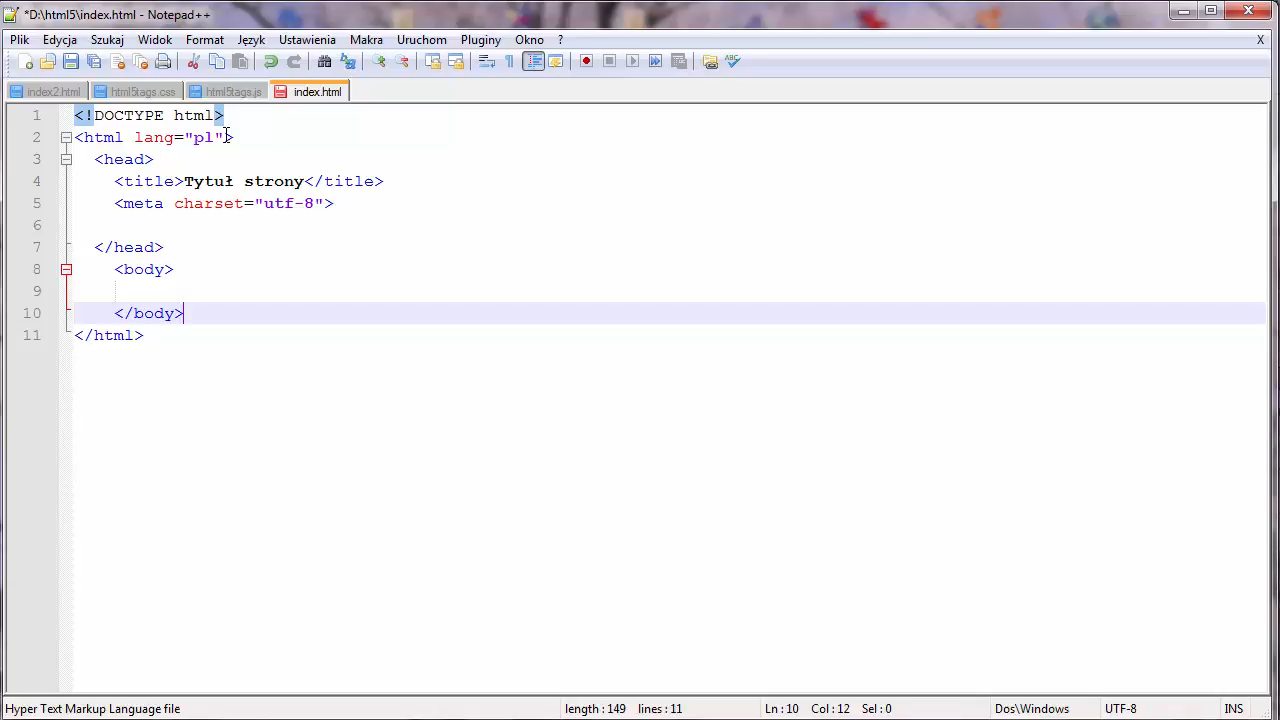 *D:\html5\index.html - Notepad++
Plik Edycja Szukaj Widok Format Język Ustawienia Makra Uruchom Pluginy Okno ? X
index2.html html5tags.css html5tags.js index.html
1 <!DOCTYPE html>
2 <html lang="pl">
3 <head>
4 <title>Tytuł strony</title>
5 <meta charset="utf-8">
6
7 </head>
8 <body>
9
10 </body>
11 </html>
Hyper Text Markup Language file length : 149 lines : 11 Ln : 10 Col : 12 Sel : 0 Dos\Windows UTF-8 INS